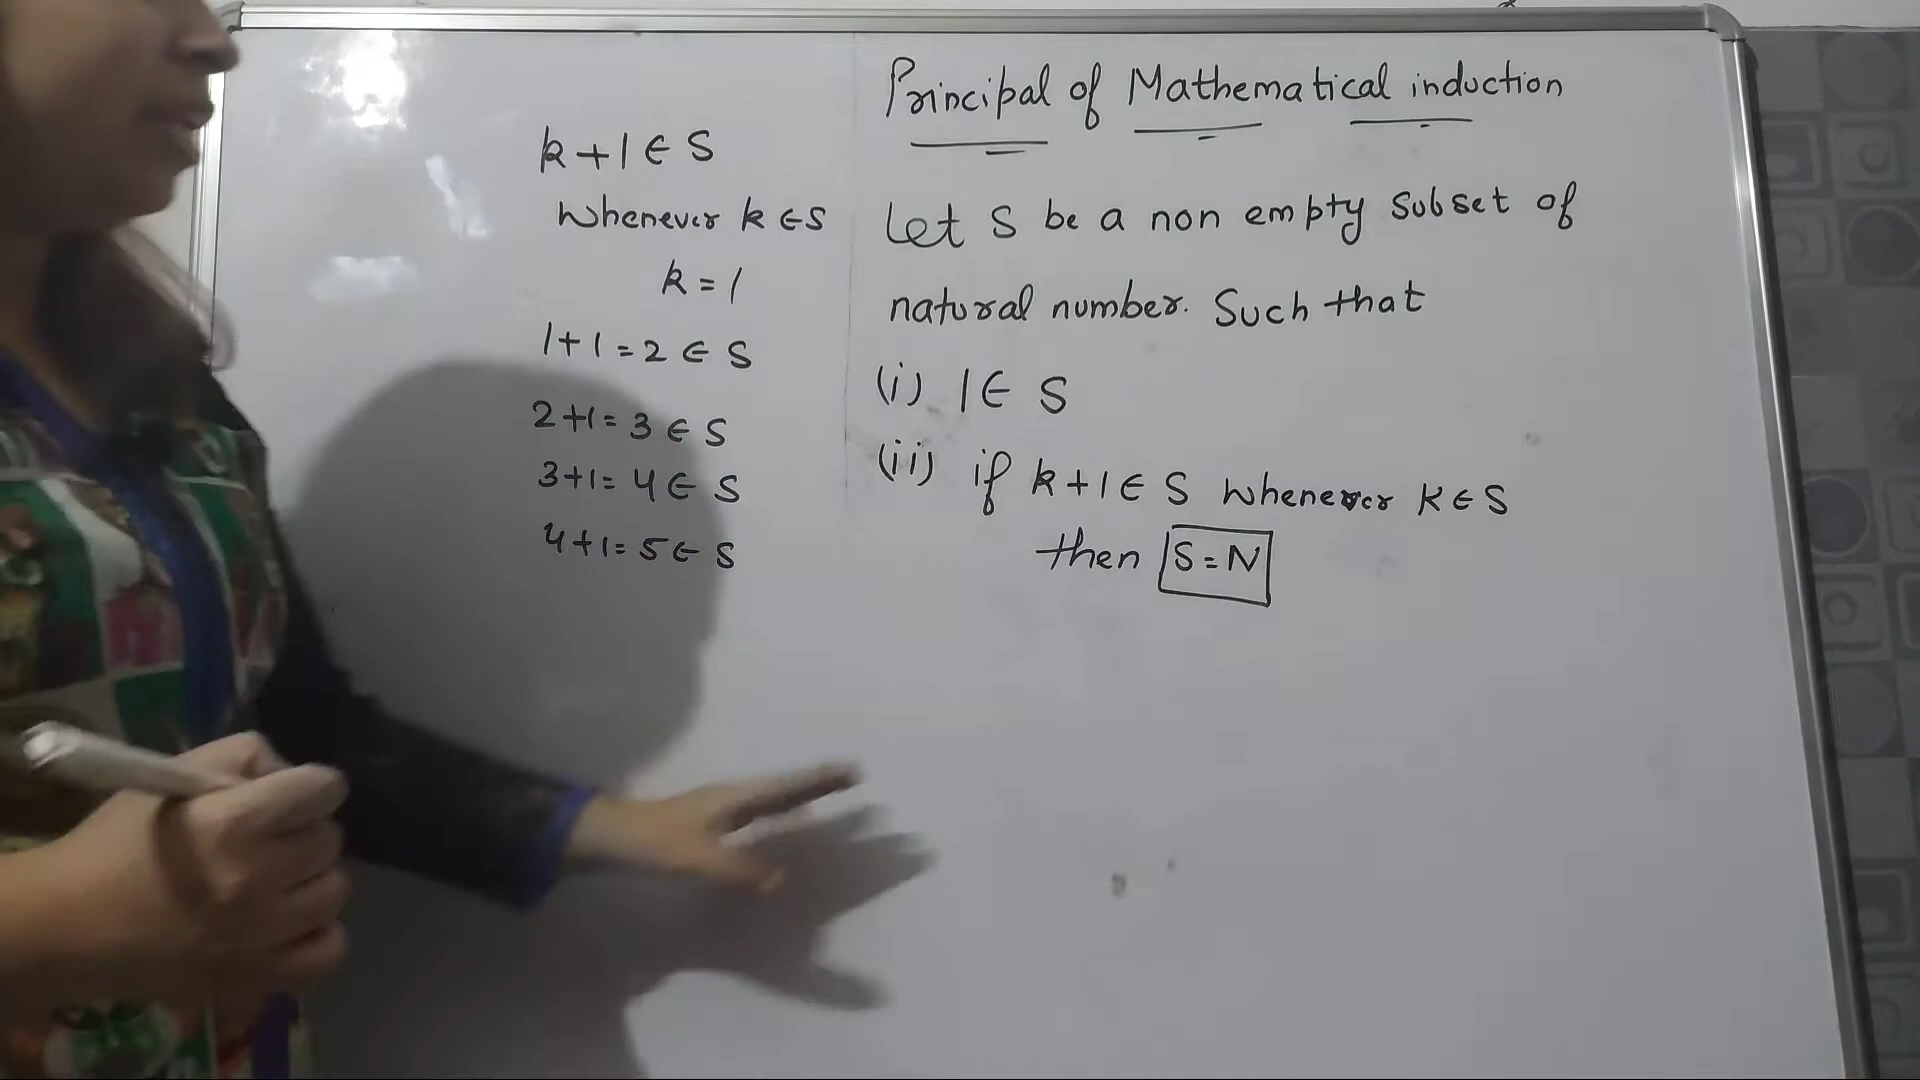 Principal of Mathematical induction
Let S be a non empty subset of
natural number. Such that
(i) 1 ∈ S
(ii) if k+1 ∈ S whenever k ∈ S
then S = N
k+1 ∈ S
Whenever k ∈ S
k = 1
1+1 = 2 ∈ S
2+1 = 3 ∈ S
3+1 = 4 ∈ S
4+1 = 5 ∈ S